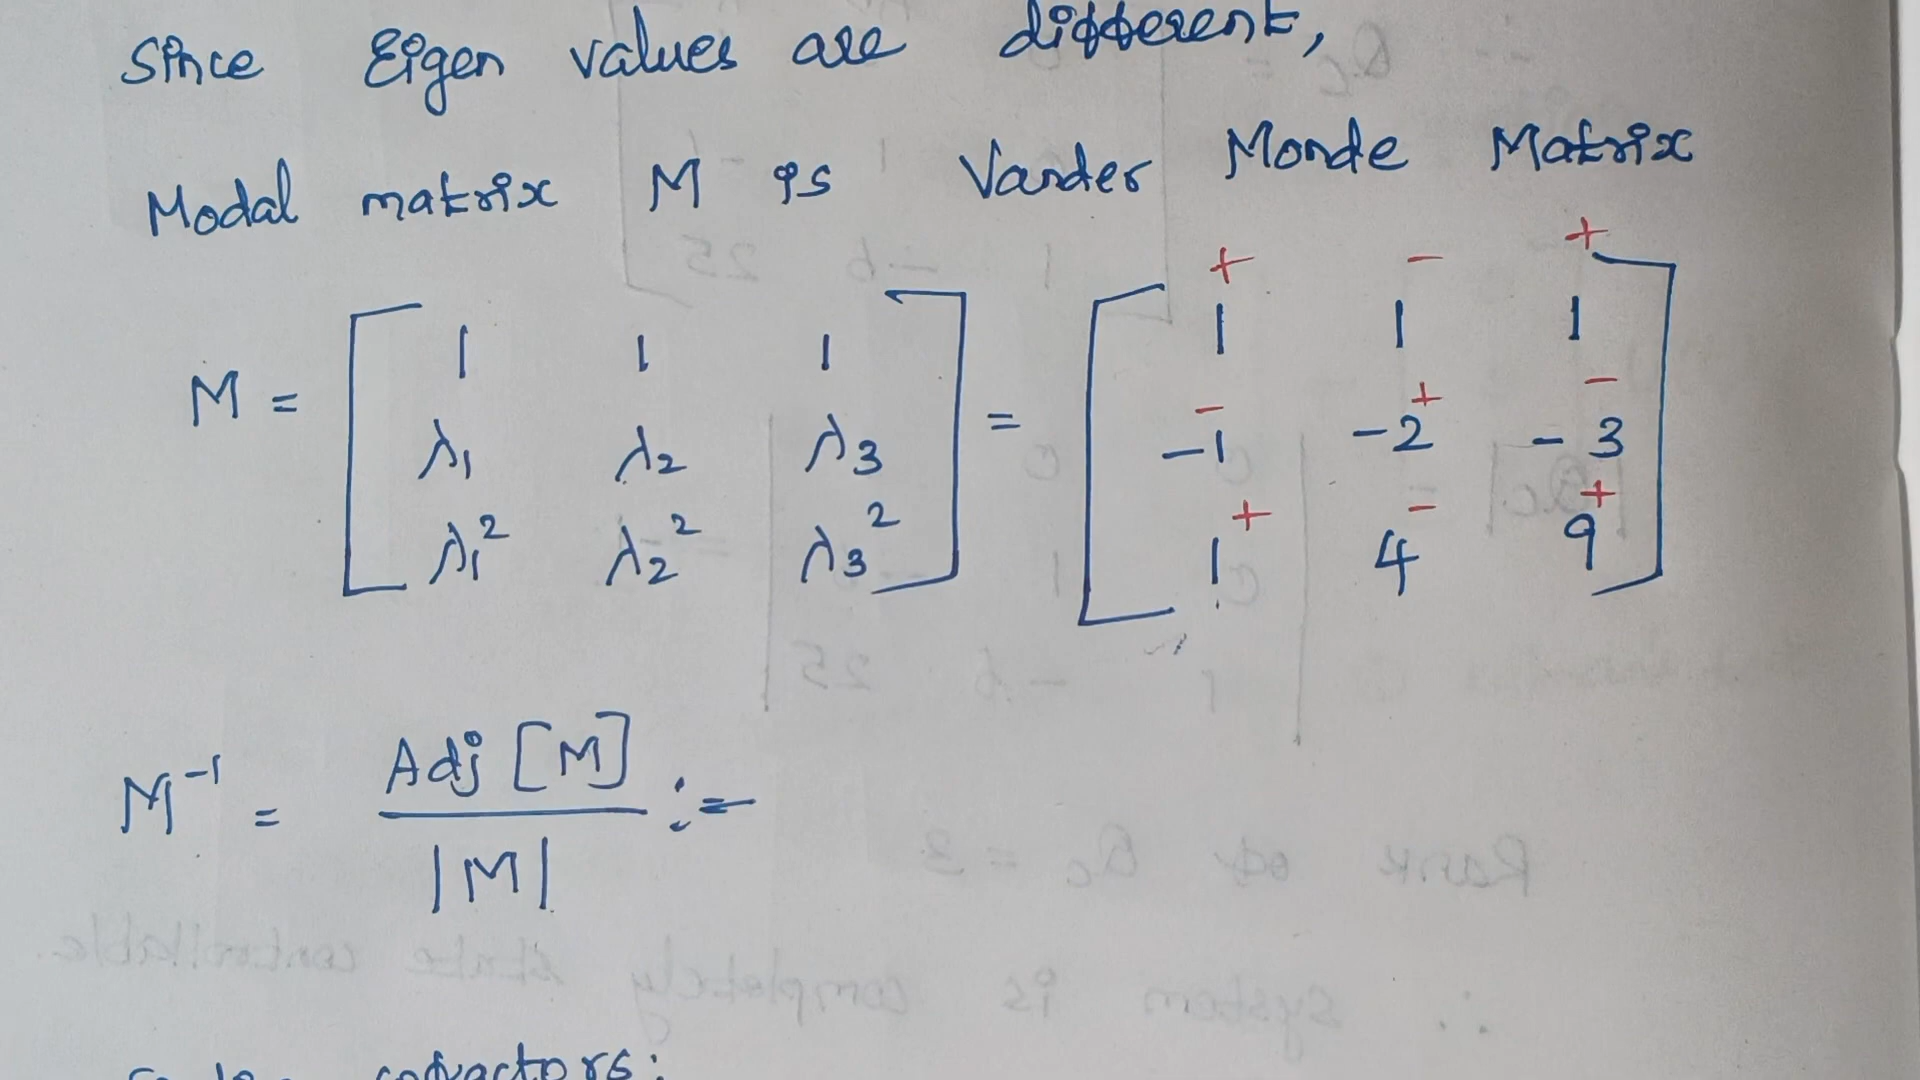 Since Eigen values are different,
Modal matrix M is Vander Monde Matrix
+ - +
M = [ 1 1 1 = [ 1 1 1
- + -
λ1 λ2 λ3 -1 -2 -3
+ - +
λ1² λ2² λ3² ] 1 4 9 ]
M⁻¹ = Adj [M] :-
|M|
cofactors: